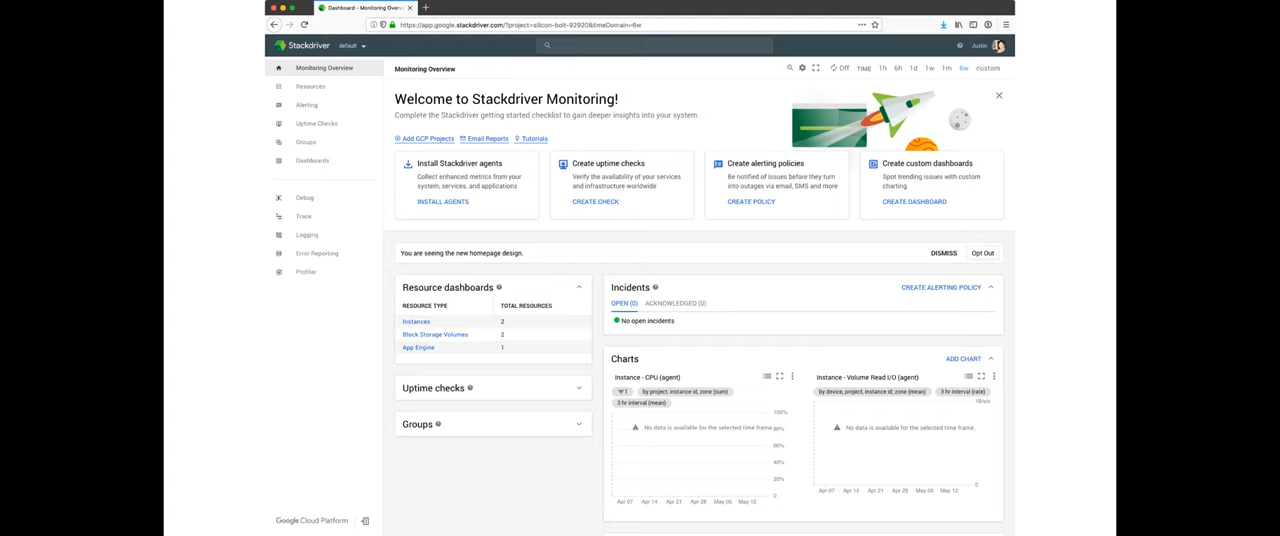 Dashboard - Monitoring Overv
https://app.google.stackdriver.com/?project=silicon-bolt-92920&timeDomain=6w
Stackdriver
default
Justin
Monitoring Overview
Resources
Alerting
Uptime Checks
Groups
Dashboards
Debug
Trace
Logging
Error Reporting
Profiler
Google Cloud Platform
Monitoring Overview
Off TIME 1h 6h 1d 1w 1m 6w custom
Welcome to Stackdriver Monitoring!
Complete the Stackdriver getting started checklist to gain deeper insights into your system.
Add GCP Projects Email Reports Tutorials
Install Stackdriver agents
Collect enhanced metrics from your
system, services, and applications
INSTALL AGENTS
Create uptime checks
Verify the availability of your services
and infrastructure worldwide
CREATE CHECK
Create alerting policies
Be notified of issues before they turn
into outages via email, SMS and more
CREATE POLICY
Create custom dashboards
Spot trending issues with custom
charting
CREATE DASHBOARD
You are seeing the new homepage design.
DISMISS Opt Out
Resource dashboards
RESOURCE TYPE TOTAL RESOURCES
Instances 2
Block Storage Volumes 2
App Engine 1
Uptime checks
Groups
Incidents
CREATE ALERTING POLICY
OPEN (0) ACKNOWLEDGED (0)
No open incidents
Charts
ADD CHART
Instance - CPU (agent)
1 by project, instance id, zone (sum)
3 hr interval (mean)
100%
No data is available for the selected time frame.
80%
60%
40%
20%
0
Apr 07 Apr 14 Apr 21 Apr 28 May 05 May 12
Instance - Volume Read I/O (agent)
by device, project, instance id, zone (mean) 3 hr interval (rate)
1B/s/s
No data is available for the selected time frame.
0
Apr 07 Apr 14 Apr 21 Apr 28 May 05 May 12